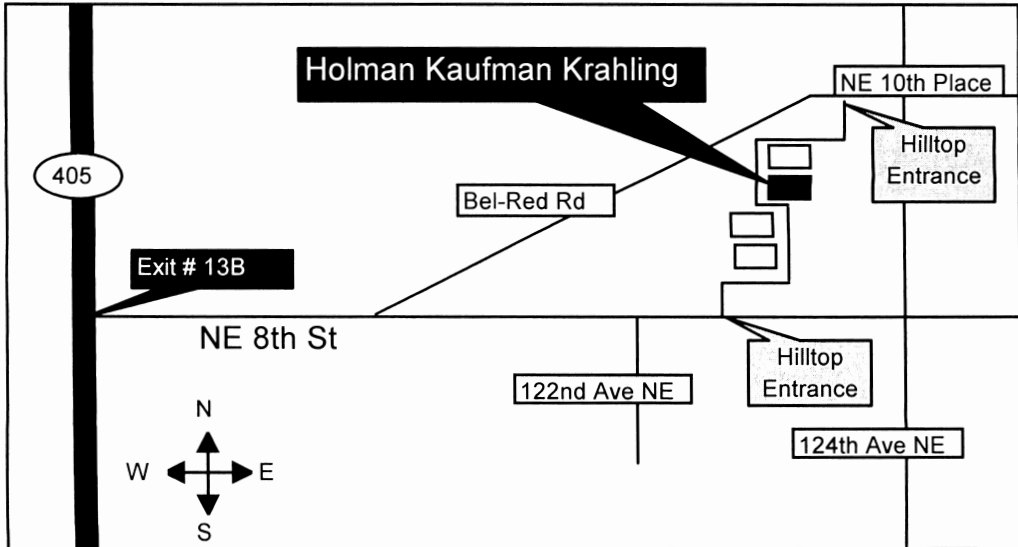 Holman Kaufman Krahling
NE 10th Place
Hilltop
Entrance
405
Bel-Red Rd
Exit # 13B
NE 8th St
Hilltop
Entrance
122nd Ave NE
124th Ave NE
N
W
E
S